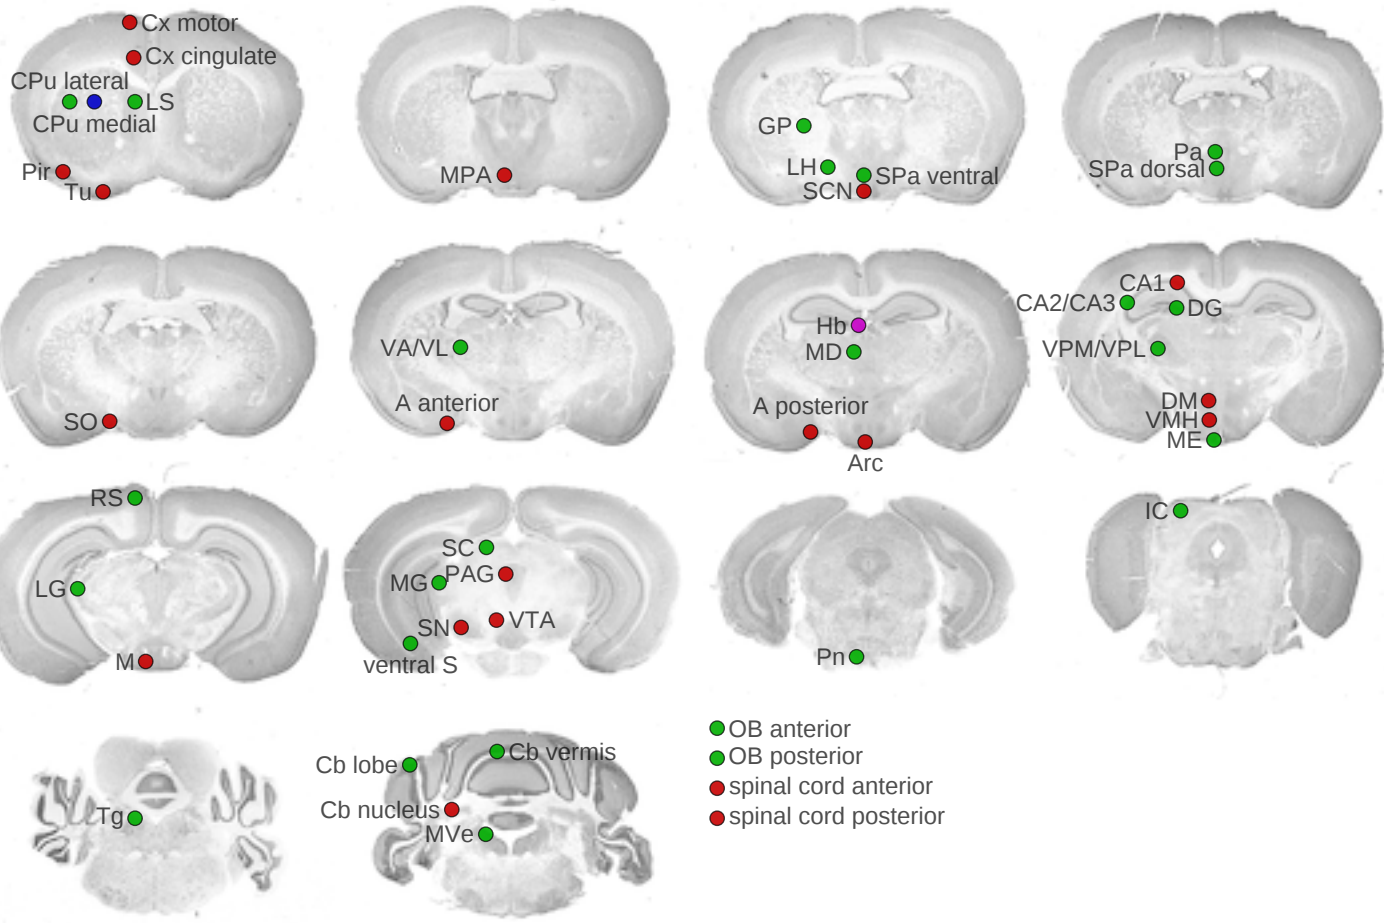 Cx motor
Cx cingulate
CPu lateral
LS
CPu medial
Pir
Tu
MPA
GP
LH
SPa ventral
SCN
Pa
SPa dorsal
SO
VA/VL
A anterior
Hb
MD
A posterior
Arc
CA1
CA2/CA3
DG
VPM/VPL
DM
VMH
ME
RS
LG
M
SC
MG
PAG
SN
VTA
ventral S
Pn
IC
Tg
Cb lobe
Cb vermis
Cb nucleus
MVe
OB anterior
OB posterior
spinal cord anterior
spinal cord posterior